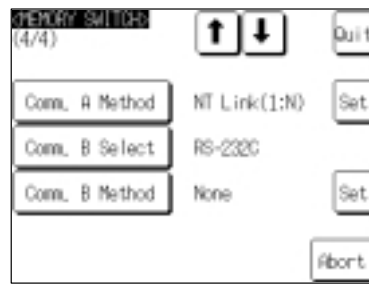 <MEMORY SWITCH>
(4/4)
Quit
Comm. A Method NT Link(1:N) Set
Comm. B Select RS-232C
Comm. B Method None Set
Abort